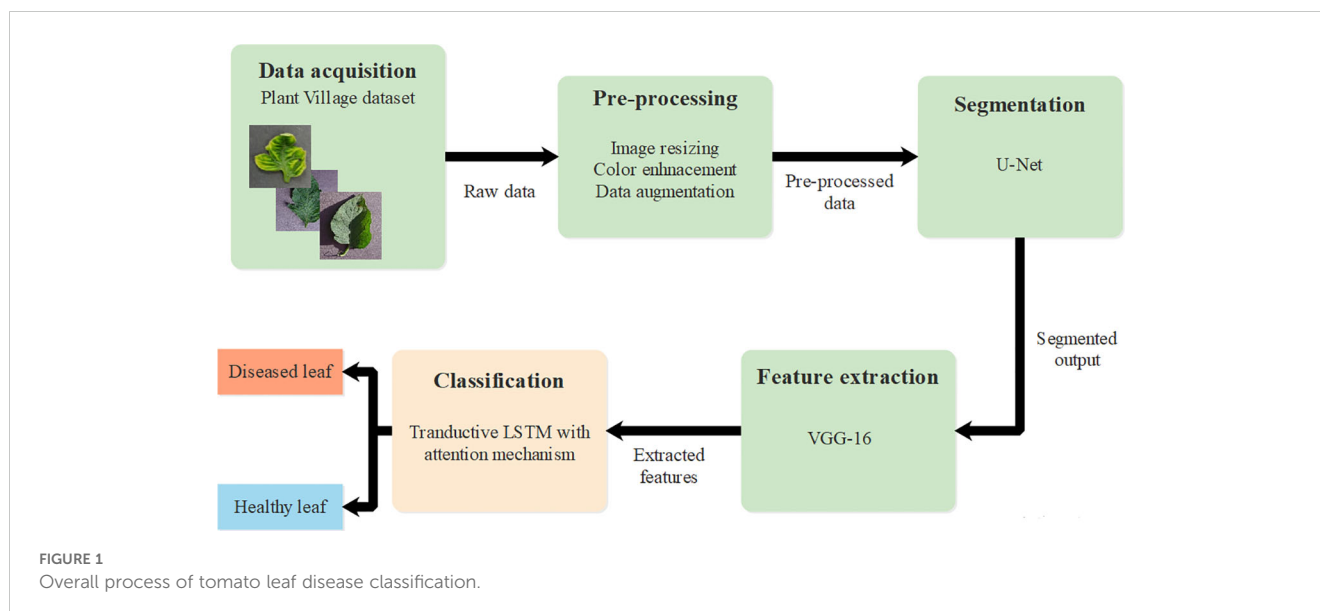 Data acquisition
Plant Village dataset
Raw data
Pre-processing
Image resizing
Color enhnacement
Data augmentation
Pre-processed
data
Segmentation
U-Net
Segmented
output
Feature extraction
VGG-16
Extracted
features
Classification
Tranductive LSTM with
attention mechanism
Diseased leaf
Healthy leaf
FIGURE 1
Overall process of tomato leaf disease classification.